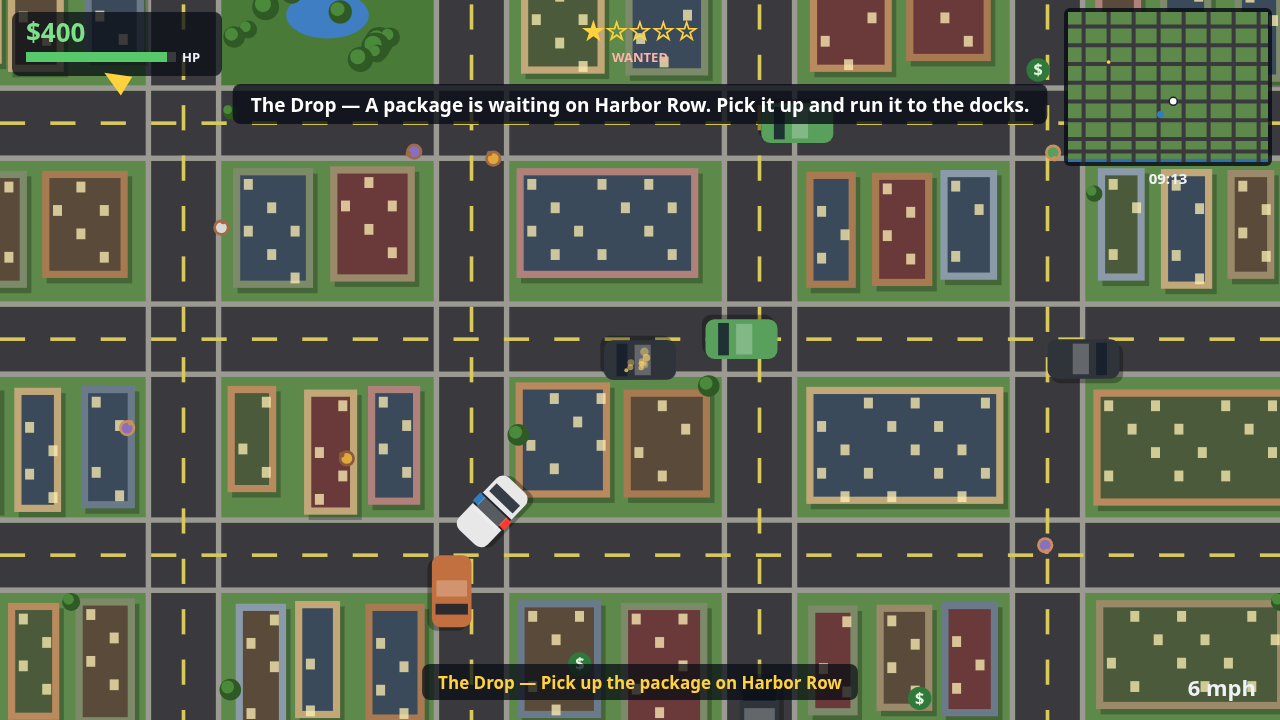 $400
HP
WANTED
The Drop — A package is waiting on Harbor Row. Pick it up and run it to the docks.
$
09:13
$
The Drop — Pick up the package on Harbor Row
$
6 mph